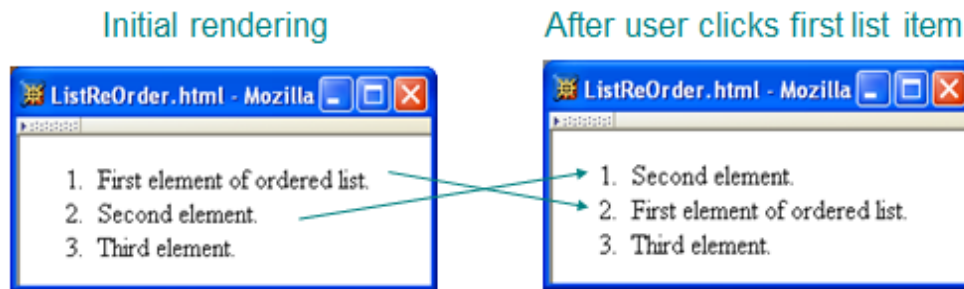 Initial rendering
After user clicks first list item
ListReOrder.html - Mozilla
1. First element of ordered list.
2. Second element.
3. Third element.
ListReOrder.html - Mozilla
1. Second element.
2. First element of ordered list.
3. Third element.